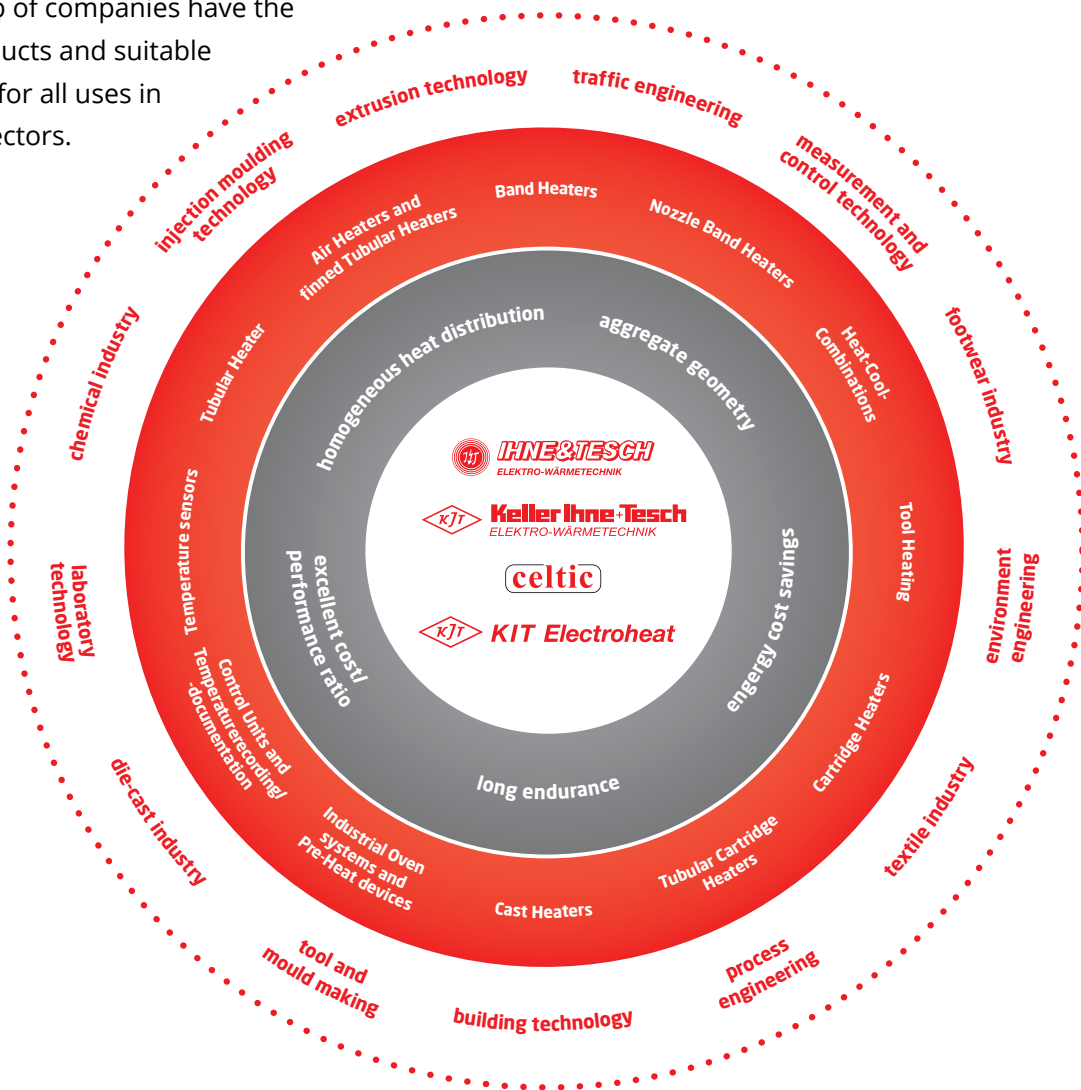 of companies have the
ucts and suitable
for all uses in
ectors.
extrusion technology
traffic engineering
measurement and
control technology
footwear industry
environment
engineering
textile industry
process
engineering
building technology
tool and
mould making
die-cast industry
laboratory
technology
chemical industry
injection moulding
technology
Band Heaters
Nozzle Band Heaters
Heat-Cool-
Combinations
Tool Heating
Cartridge Heaters
Tubular Cartridge
Heaters
Cast Heaters
Industrial Oven
systems and
Pre-Heat devices
Control Units and
Temperaturerecording/
-documentation
Temperature sensors
Tubular Heater
Air Heaters and
finned Tubular Heaters
homogeneous heat distribution
aggregate geometry
engergy cost savings
long endurance
excellent cost/
performance ratio
IHNE&TESCH
ELEKTRO-WÄRMETECHNIK
KJT Keller Ihne+Tesch
ELEKTRO-WÄRMETECHNIK
celtic
KJT KIT Electroheat